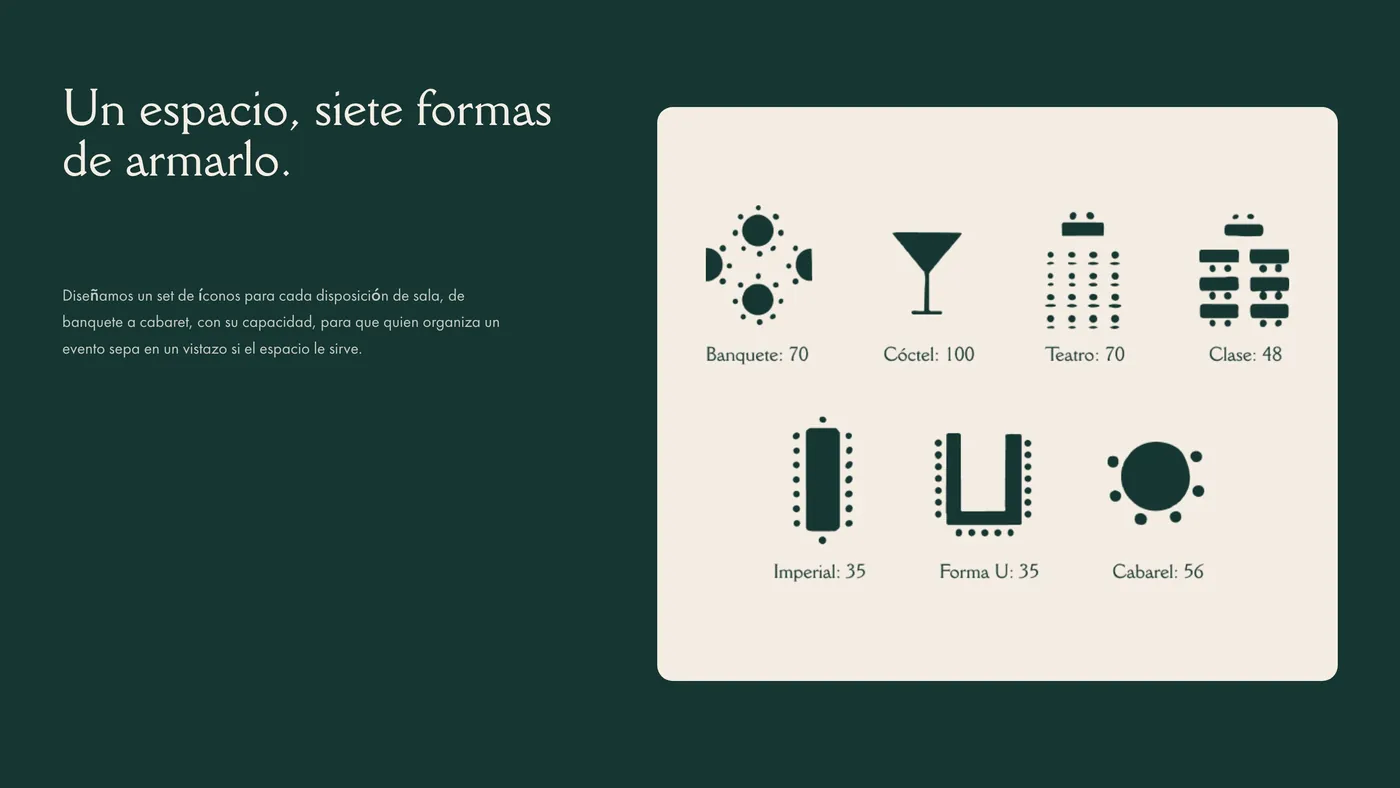 Un espacio, siete formas
de armarlo.
Diseñamos un set de íconos para cada disposición de sala, de
banquete a cabaret, con su capacidad, para que quien organiza un
evento sepa en un vistazo si el espacio le sirve.
Banquete: 70
Cóctel: 100
Teatro: 70
Clase: 48
Imperial: 35
Forma U: 35
Cabarel: 56